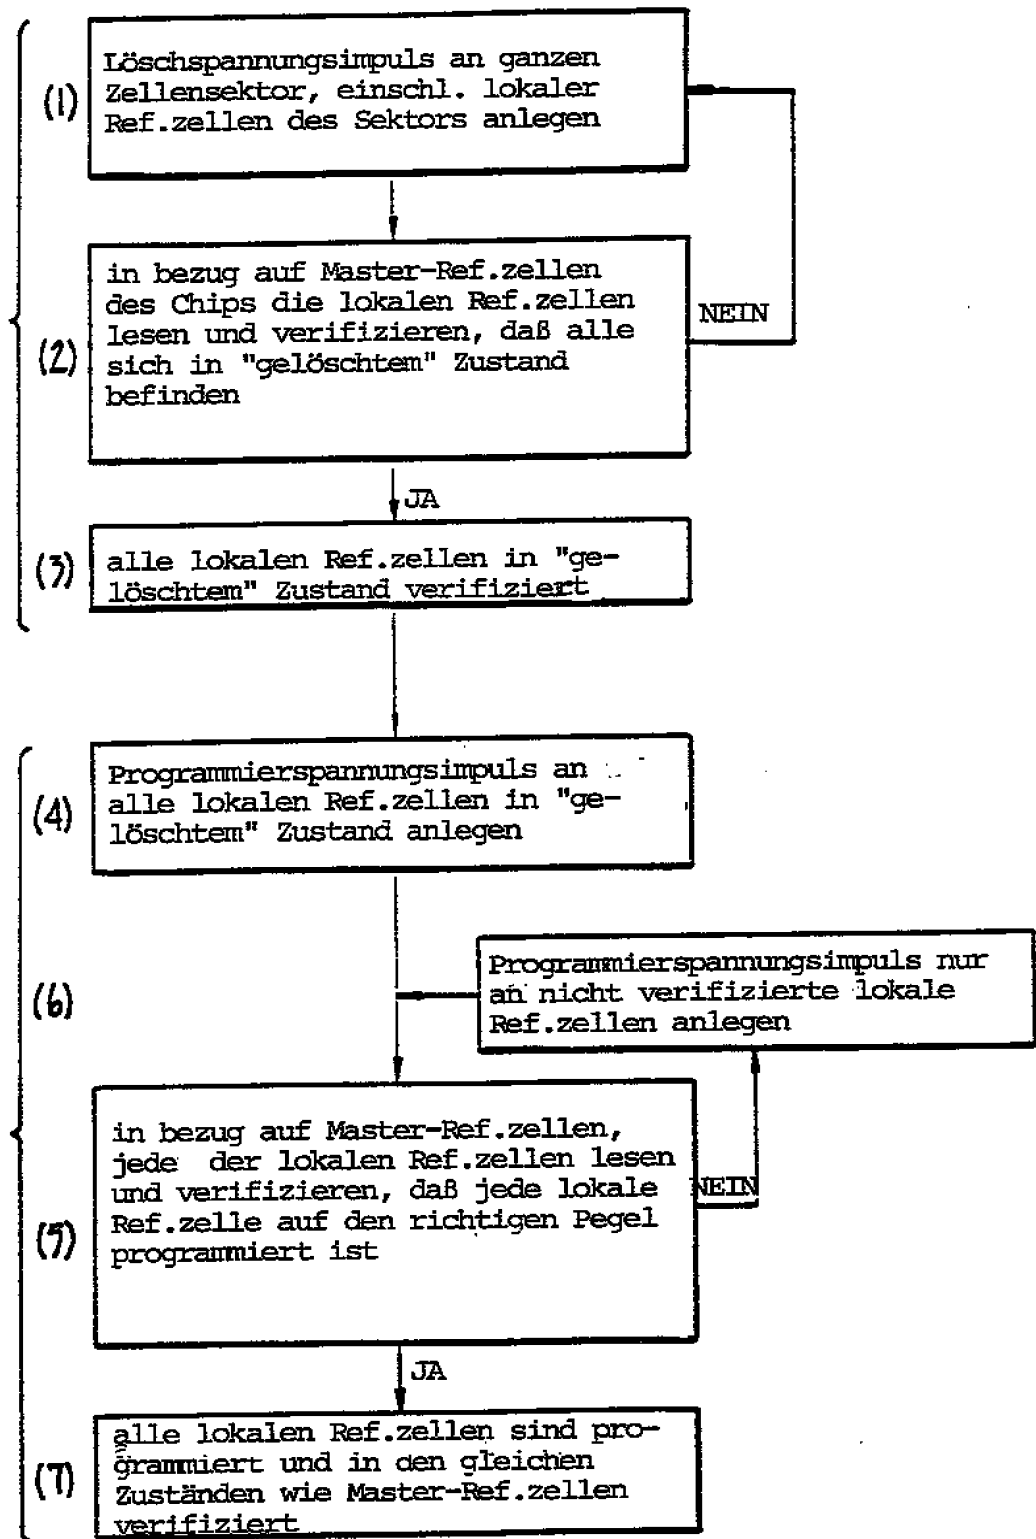 (1)
Löschspannungsimpuls an ganzen
Zellensektor, einschl. lokaler
Ref.zellen des Sektors anlegen
(2)
in bezug auf Master-Ref.zellen
des Chips die lokalen Ref.zellen
lesen und verifizieren, daß alle
sich in "gelöschtem" Zustand
befinden
NEIN
JA
(3)
alle lokalen Ref.zellen in "ge-
löschtem" Zustand verifiziert
(4)
Programmierspannungsimpuls an
alle lokalen Ref.zellen in "ge-
löschtem" Zustand anlegen
(6)
Programmierspannungsimpuls nur
an nicht verifizierte lokale
Ref.zellen anlegen
(5)
in bezug auf Master-Ref.zellen,
jede der lokalen Ref.zellen lesen
und verifizieren, daß jede lokale
Ref.zelle auf den richtigen Pegel
programmiert ist
NEIN
JA
(7)
alle lokalen Ref.zellen sind pro-
grammiert und in den gleichen
Zuständen wie Master-Ref.zellen
verifiziert